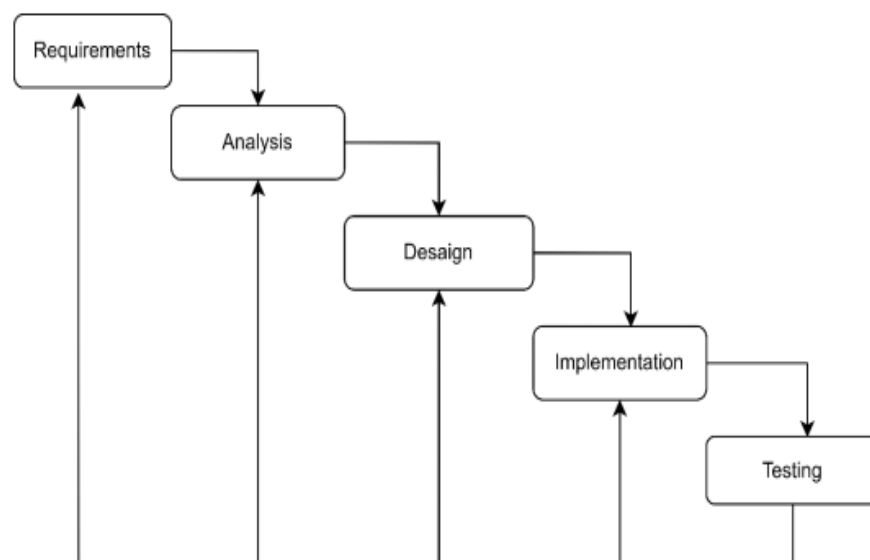 Requirements
Analysis
Desaign
Implementation
Testing